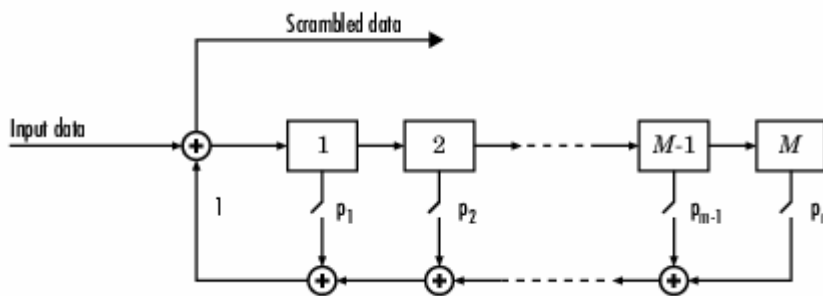 Scrambled data
Input data
1
2
M-1
M
1
p1
p2
pm-1